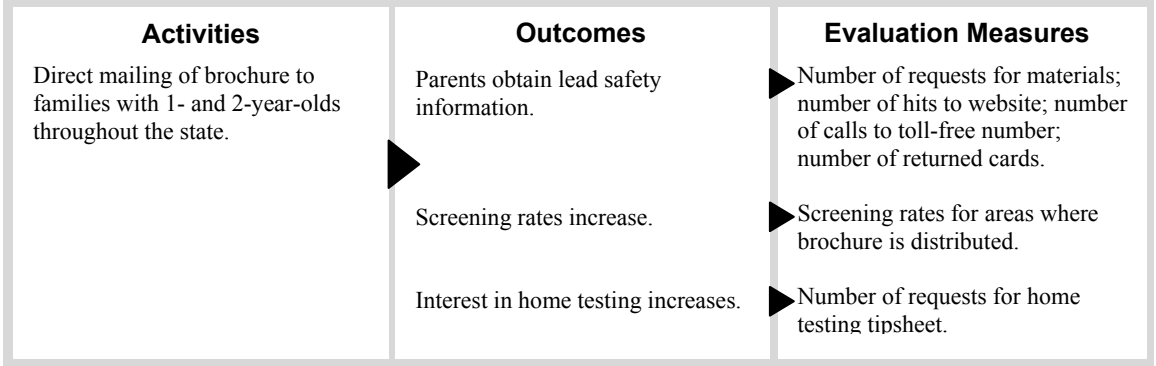 Activities
Direct mailing of brochure to
families with 1- and 2-year-olds
throughout the state.
Outcomes
Parents obtain lead safety
information.
Screening rates increase.
Interest in home testing increases.
Evaluation Measures
Number of requests for materials;
number of hits to website; number
of calls to toll-free number;
number of returned cards.
Screening rates for areas where
brochure is distributed.
Number of requests for home
testing tipsheet.